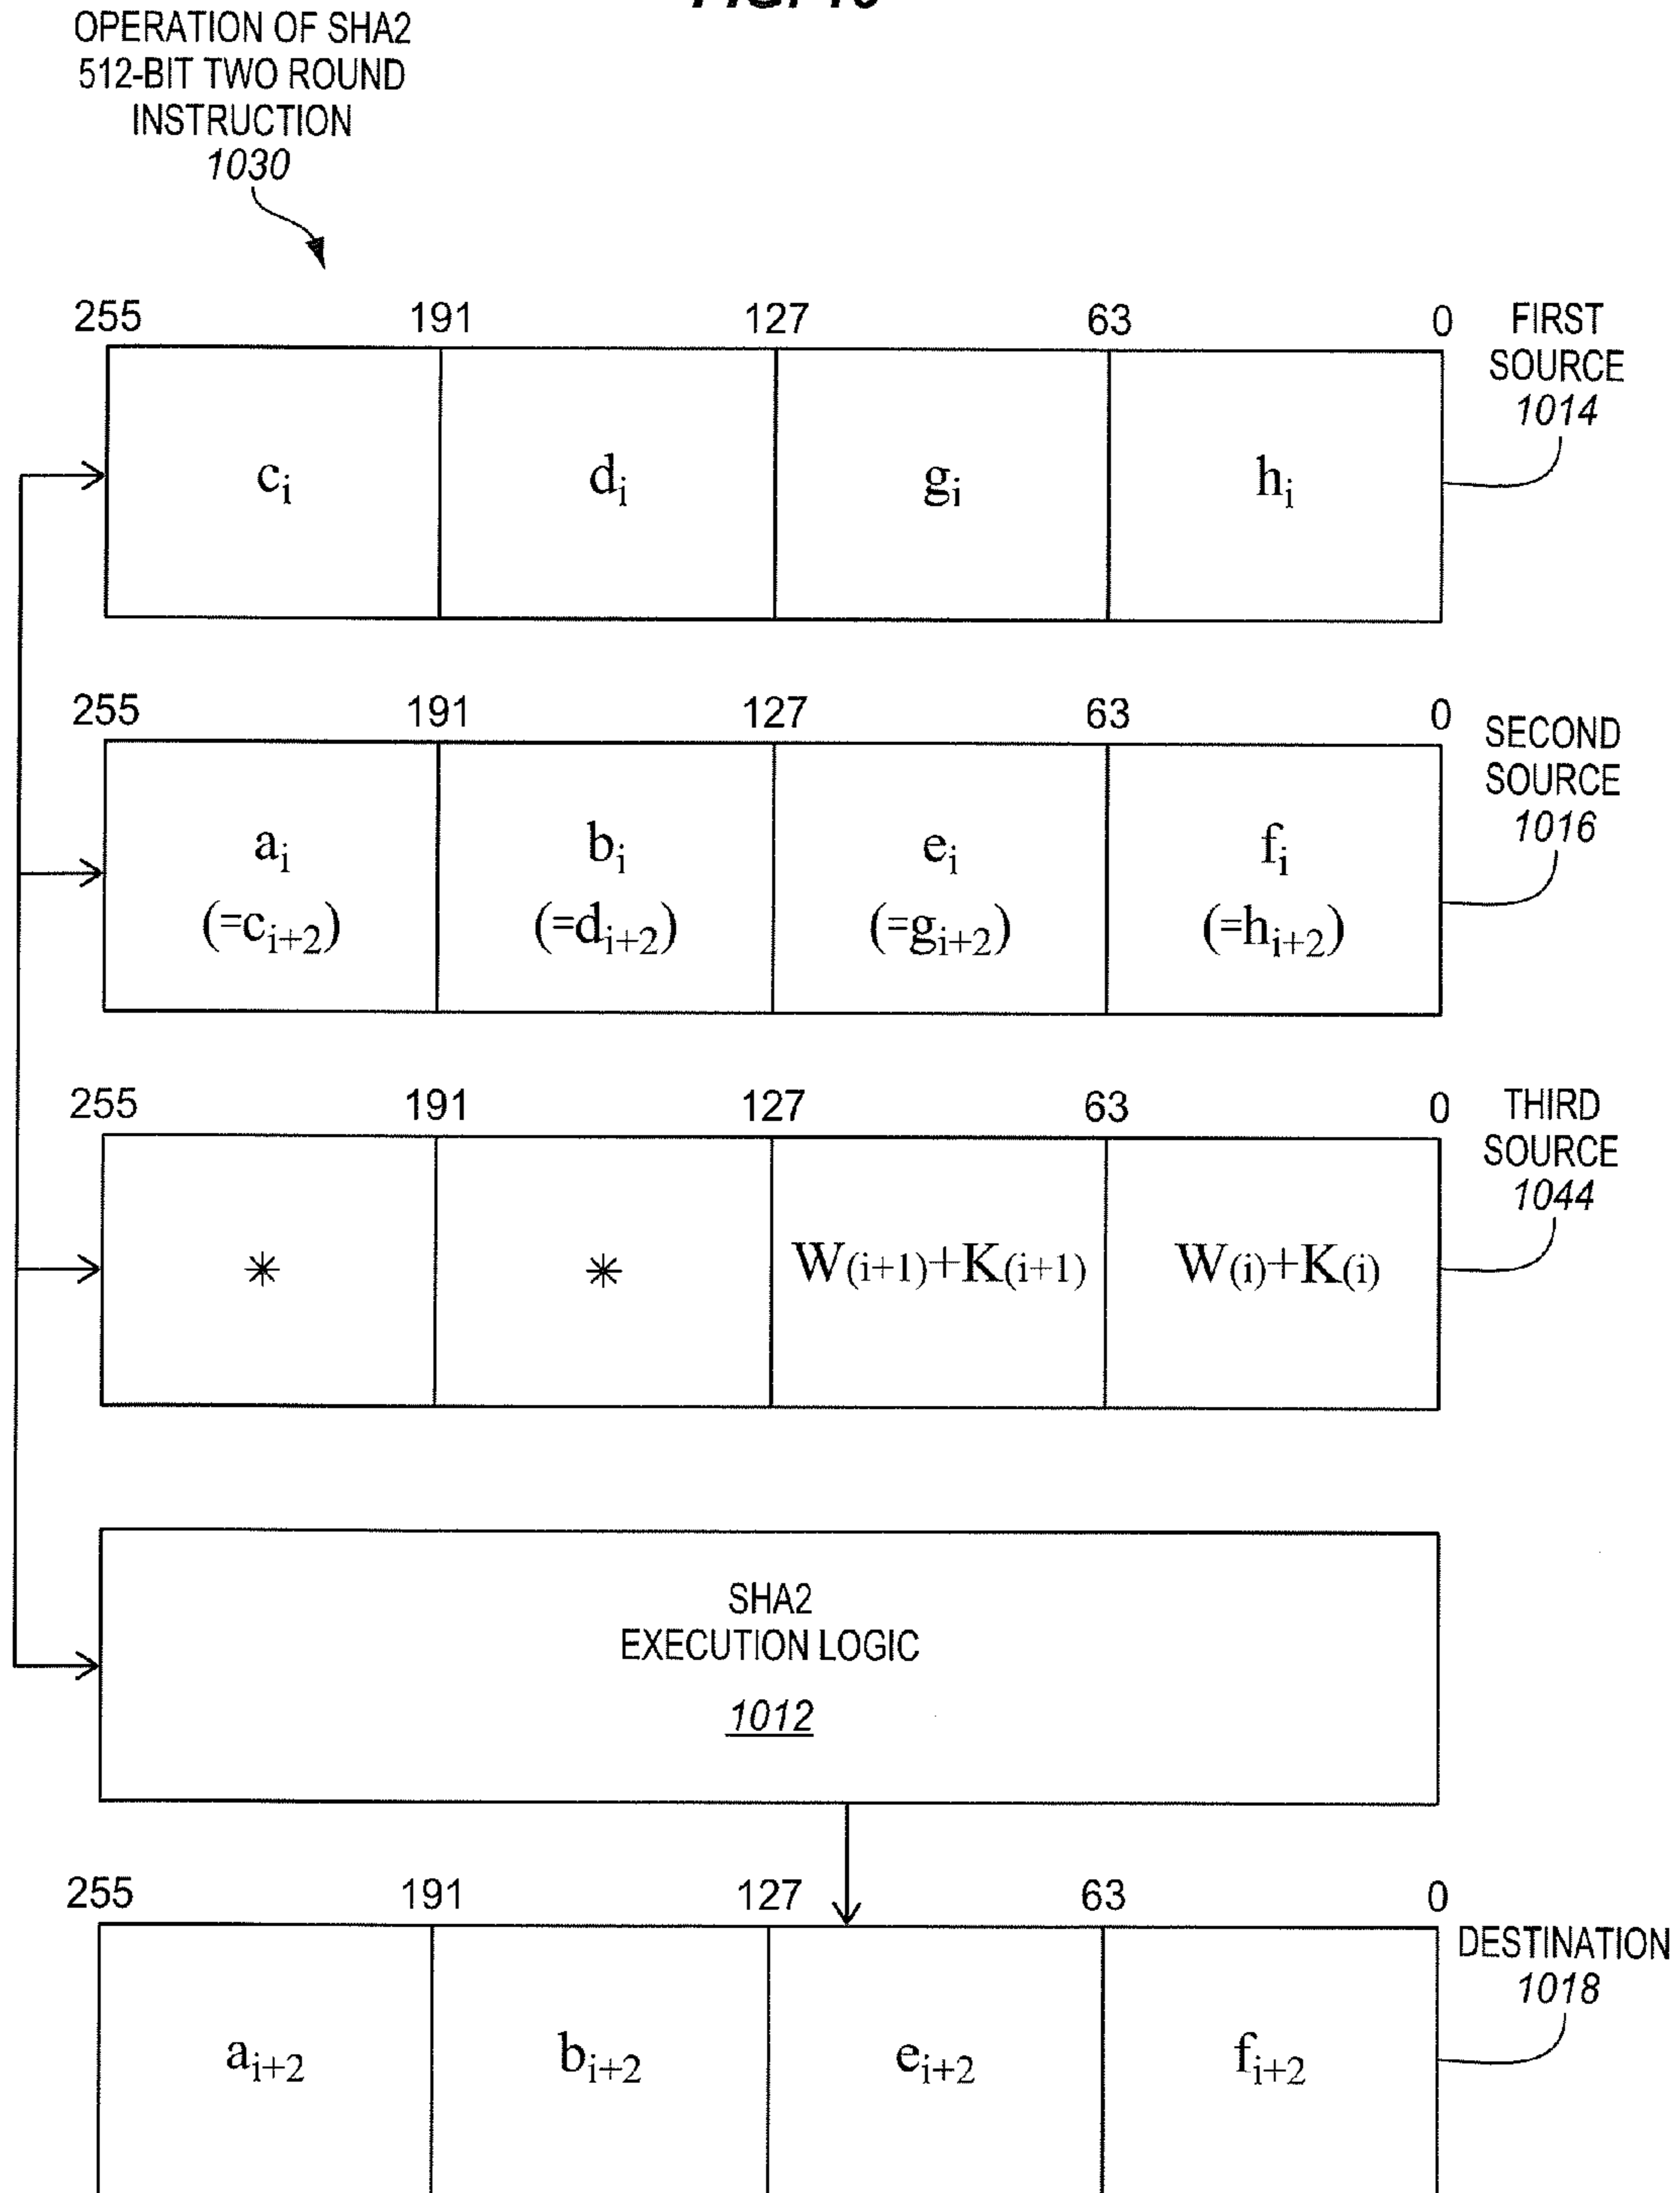 OPERATION OF SHA2
512-BIT TWO ROUND
INSTRUCTION
1030
255 191 127 63 0
FIRST
SOURCE
1014
cᵢ dᵢ gᵢ hᵢ
255 191 127 63 0
SECOND
SOURCE
1016
aᵢ bᵢ eᵢ fᵢ
(=cᵢ₊₂) (=dᵢ₊₂) (=gᵢ₊₂) (=hᵢ₊₂)
255 191 127 63 0
THIRD
SOURCE
1044
* * W(i+1)+K(i+1) W(i)+K(i)
SHA2
EXECUTION LOGIC
1012
255 191 127 63 0
DESTINATION
1018
aᵢ₊₂ bᵢ₊₂ eᵢ₊₂ fᵢ₊₂